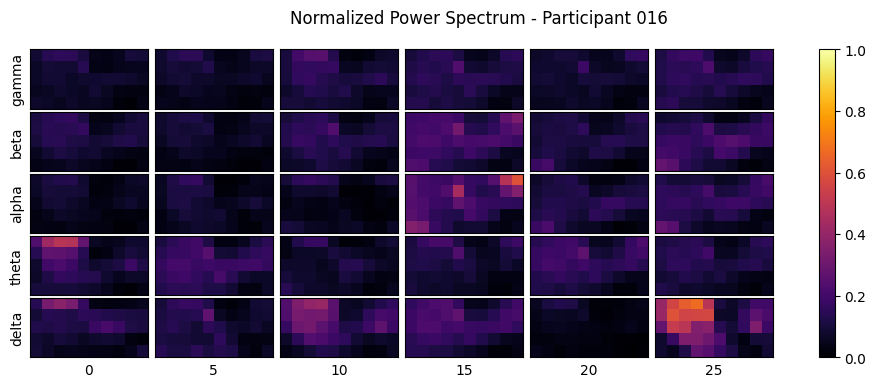 Normalized Power Spectrum - Participant 016
gamma
beta
alpha
theta
delta
0 5 10 15 20 25
1.0
0.8
0.6
0.4
0.2
0.0